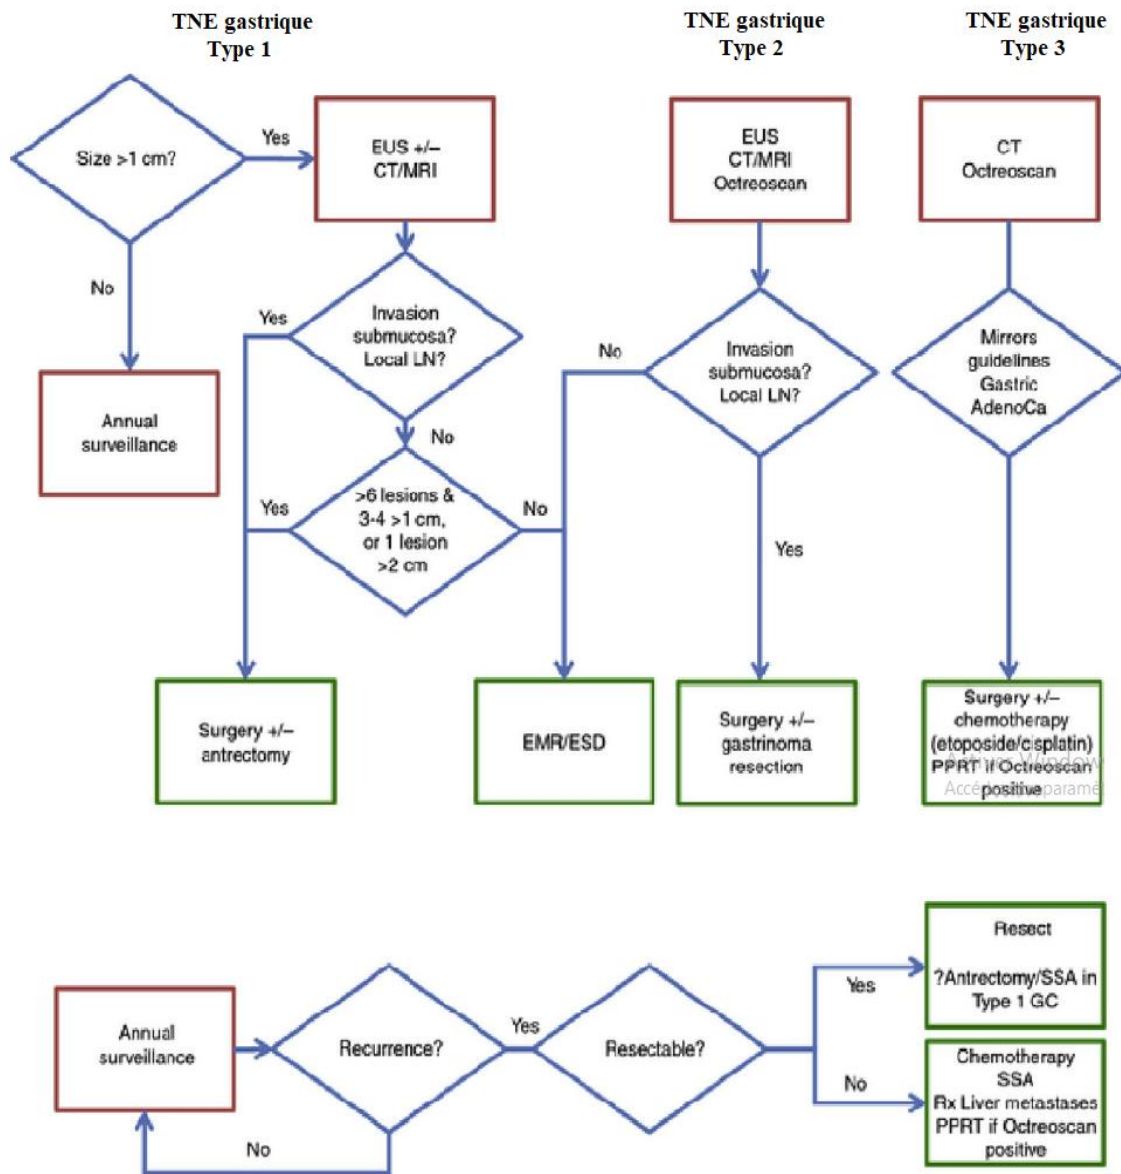 TNE gastrique
Type 1
TNE gastrique
Type 2
TNE gastrique
Type 3
Size >1 cm?
Yes
No
Annual
surveillance
EUS +/–
CT/MRI
Invasion
submucosa?
Local LN?
Yes
No
>6 lesions &
3-4 >1 cm,
or 1 lesion
>2 cm
Yes
No
Surgery +/–
antrectomy
EMR/ESD
EUS
CT/MRI
Octreoscan
Invasion
submucosa?
Local LN?
No
Yes
Surgery +/–
gastrinoma
resection
CT
Octreoscan
Mirrors
guidelines
Gastric
AdenoCa
Surgery +/–
chemotherapy
(etoposide/cisplatin)
PPRT if Octreoscan
positive
Annual
surveillance
Recurrence?
No
Yes
Resectable?
Yes
No
Resect
?Antrectomy/SSA in
Type 1 GC
Chemotherapy
SSA
Rx Liver metastases
PPRT if Octreoscan
positive